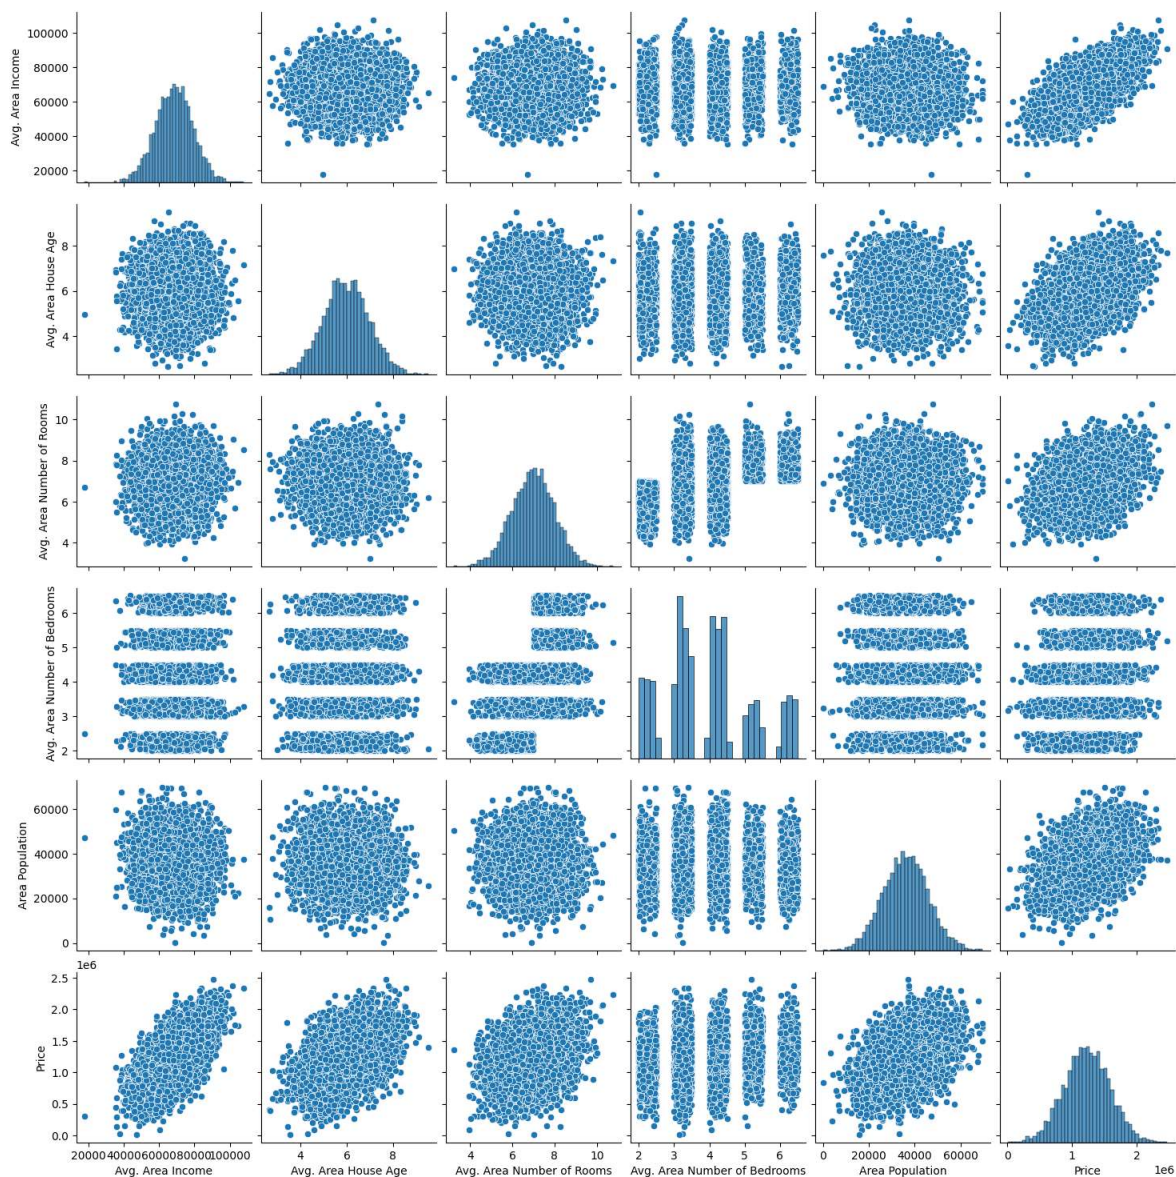 100000
80000
60000
40000
20000
Avg. Area Income
8
6
4
Avg. Area House Age
10
8
6
4
Avg. Area Number of Rooms
6
5
4
3
2
Avg. Area Number of Bedrooms
60000
40000
20000
0
Area Population
1e6
2.5
2.0
1.5
1.0
0.5
0.0
Price
20000 40000 60000 80000 100000
Avg. Area Income
4 6 8
Avg. Area House Age
4 6 8 10
Avg. Area Number of Rooms
2 3 4 5 6
Avg. Area Number of Bedrooms
0 20000 40000 60000
Area Population
0 1 2
1e6
Price